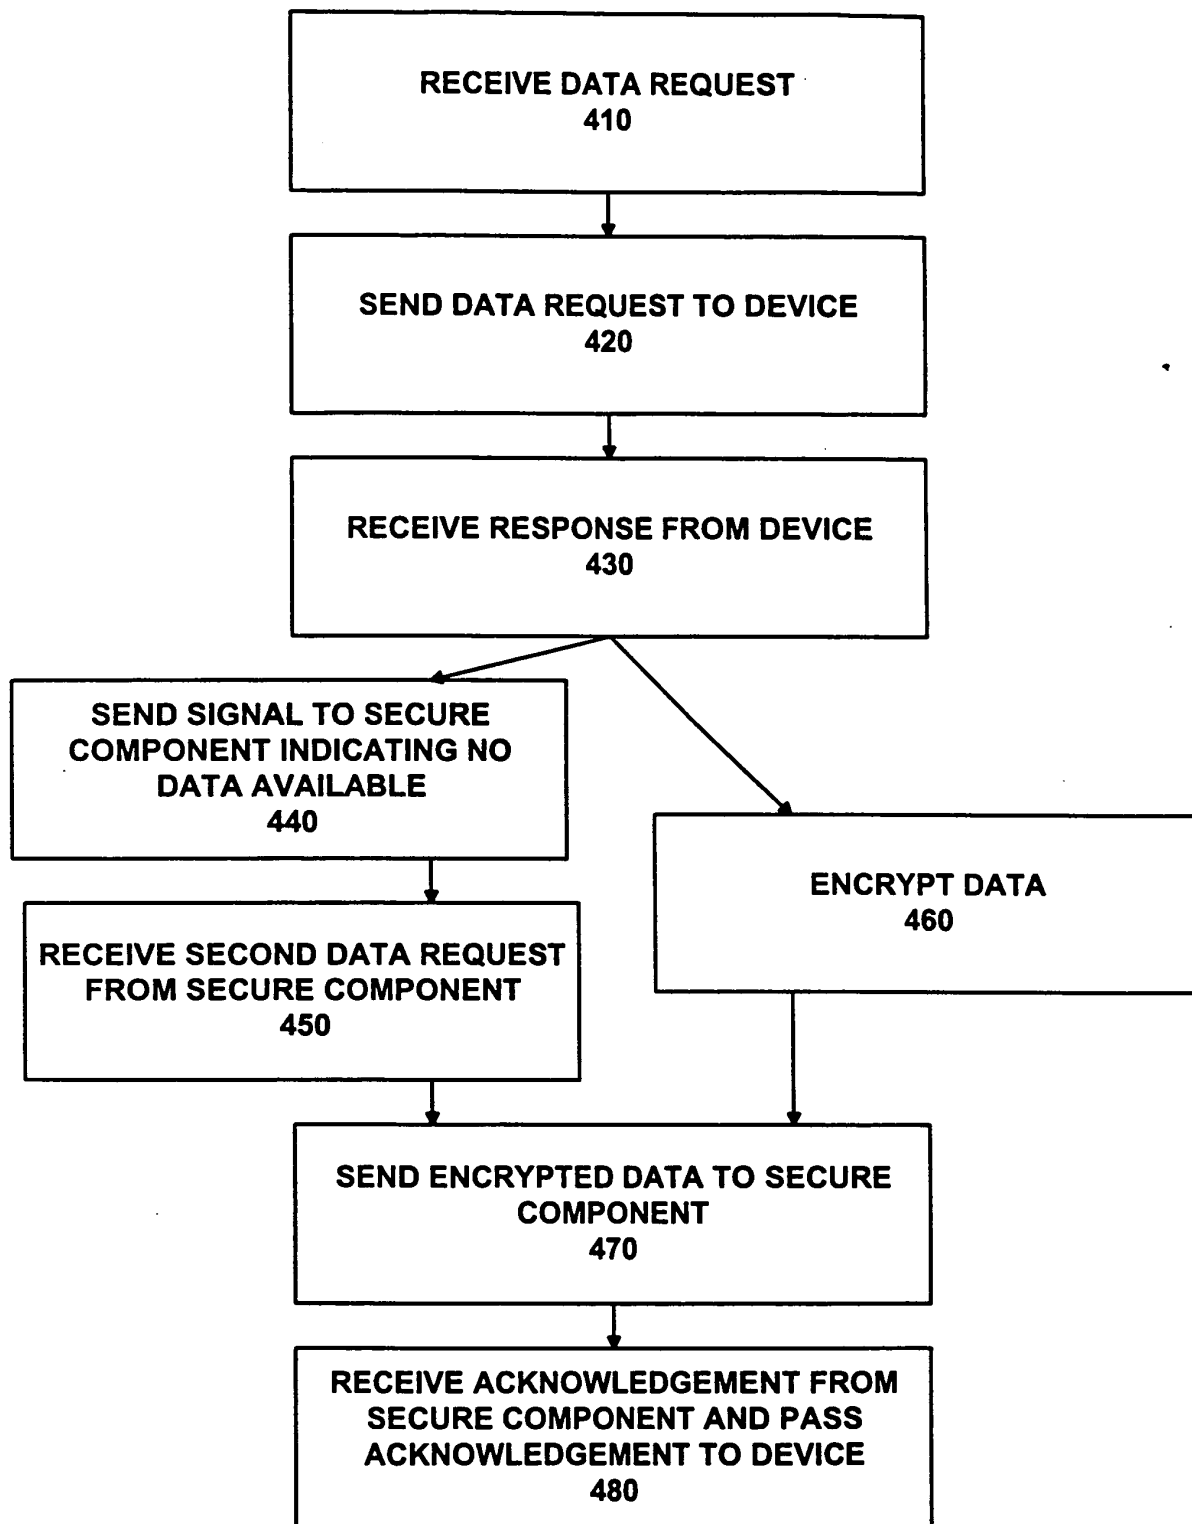 RECEIVE DATA REQUEST
410
SEND DATA REQUEST TO DEVICE
420
RECEIVE RESPONSE FROM DEVICE
430
SEND SIGNAL TO SECURE
COMPONENT INDICATING NO
DATA AVAILABLE
440
RECEIVE SECOND DATA REQUEST
FROM SECURE COMPONENT
450
ENCRYPT DATA
460
SEND ENCRYPTED DATA TO SECURE
COMPONENT
470
RECEIVE ACKNOWLEDGEMENT FROM
SECURE COMPONENT AND PASS
ACKNOWLEDGEMENT TO DEVICE
480